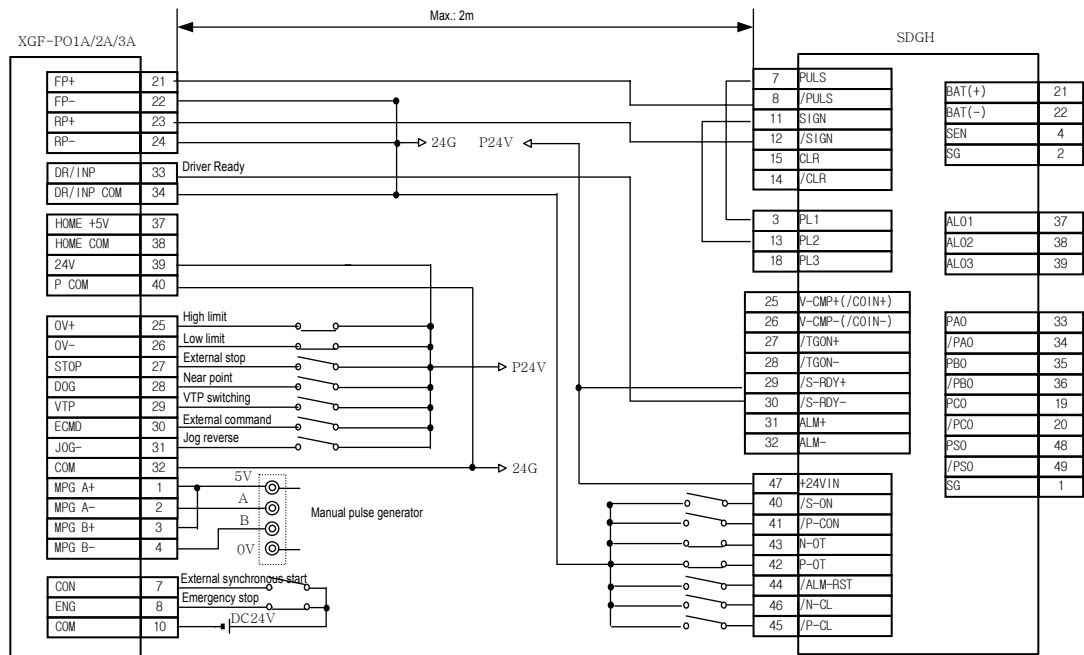 Max.: 2m
XGF-PO1A/2A/3A
SDGH
FP+ 21
FP- 22
RP+ 23
RP- 24
24G
P24V
DR/INP 33 Driver Ready
DR/INP COM 34
HOME +5V 37
HOME COM 38
24V 39
P COM 40
0V+ 25 High limit
0V- 26 Low limit
STOP 27 External stop
P24V
DOG 28 Near point
VTP 29 VTP switching
ECMD 30 External command
JOG- 31 Jog reverse
COM 32
24G
MPG A+ 1 5V
MPG A- 2 A
MPG B+ 3 B
MPG B- 4 0V
Manual pulse generator
CON 7 External synchronous start
ENG 8 Emergency stop
COM 10 DC24V
7 PULS
8 /PULS
11 SIGN
12 /SIGN
15 CLR
14 /CLR
3 PL1
13 PL2
18 PL3
25 V-CMP+(/COIN+)
26 V-CMP-(/COIN-)
27 /TGON+
28 /TGON-
29 /S-RDY+
30 /S-RDY-
31 ALM+
32 ALM-
47 +24VIN
40 /S-ON
41 /P-CON
43 N-OT
42 P-OT
44 /ALM-RST
46 /N-CL
45 /P-CL
BAT(+) 21
BAT(-) 22
SEN 4
SG 2
ALO1 37
ALO2 38
ALO3 39
PAO 33
/PAO 34
PBO 35
/PBO 36
PCO 19
/PCO 20
PSO 48
/PSO 49
SG 1